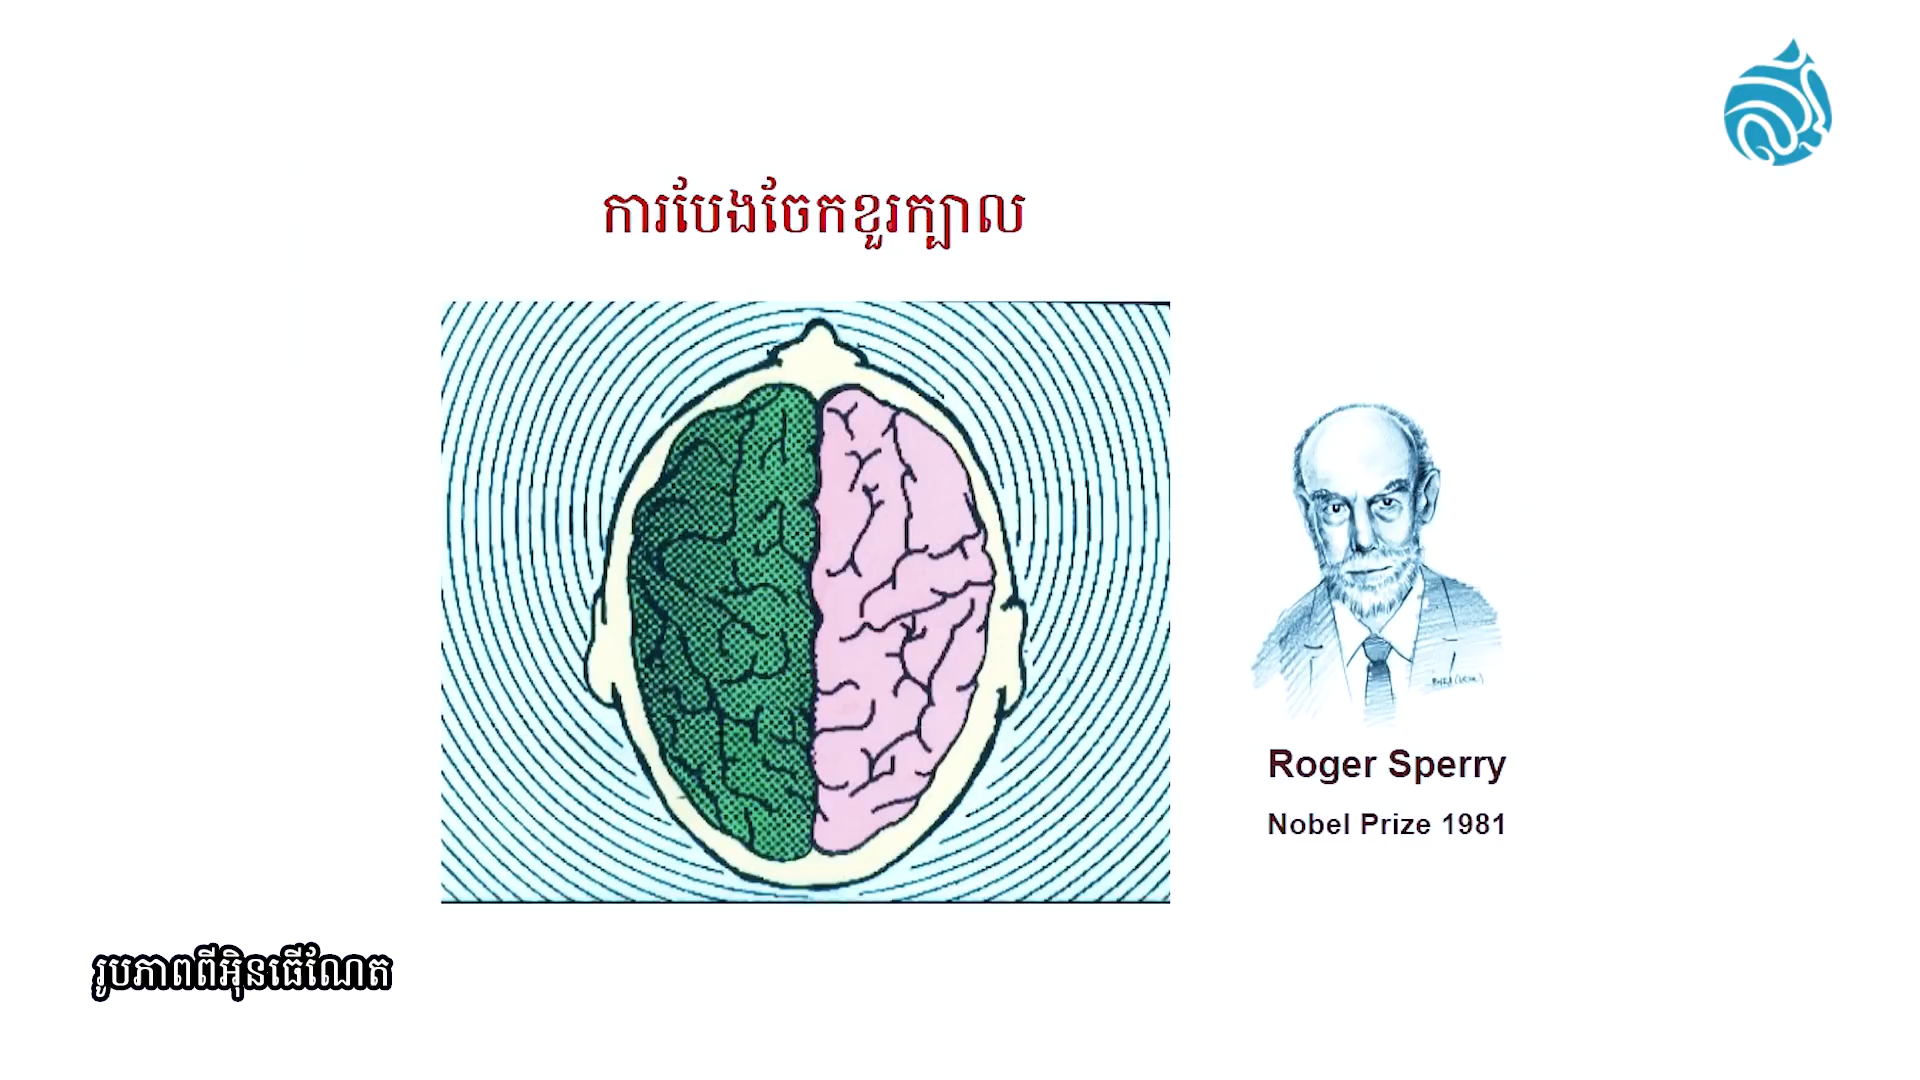 ការបែងចែកខួរក្បាល
Roger Sperry
Nobel Prize 1981
រូបភាពពីអ៊ិនធើណែត